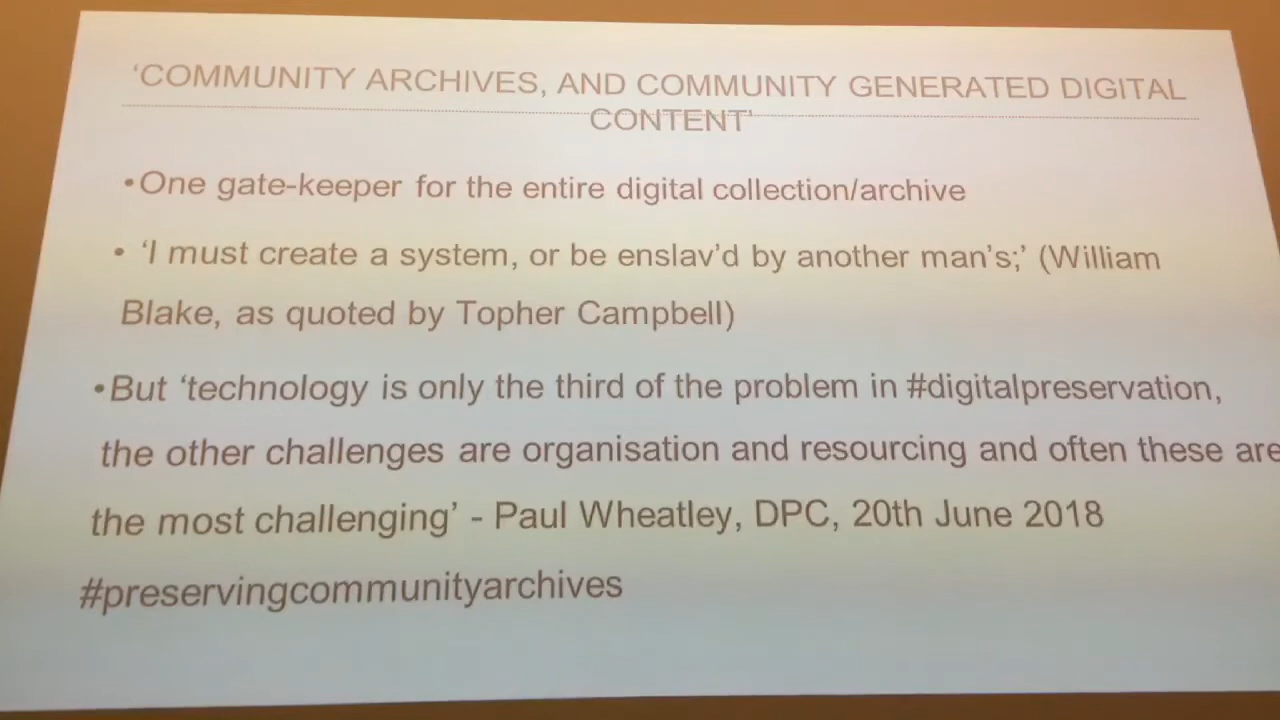 ‘COMMUNITY ARCHIVES, AND COMMUNITY GENERATED DIGITAL
CONTENT’
•One gate-keeper for the entire digital collection/archive
• ‘I must create a system, or be enslav’d by another man’s;’ (William
Blake, as quoted by Topher Campbell)
•But ‘technology is only the third of the problem in #digitalpreservation,
the other challenges are organisation and resourcing and often these are
the most challenging’ - Paul Wheatley, DPC, 20th June 2018
#preservingcommunityarchives